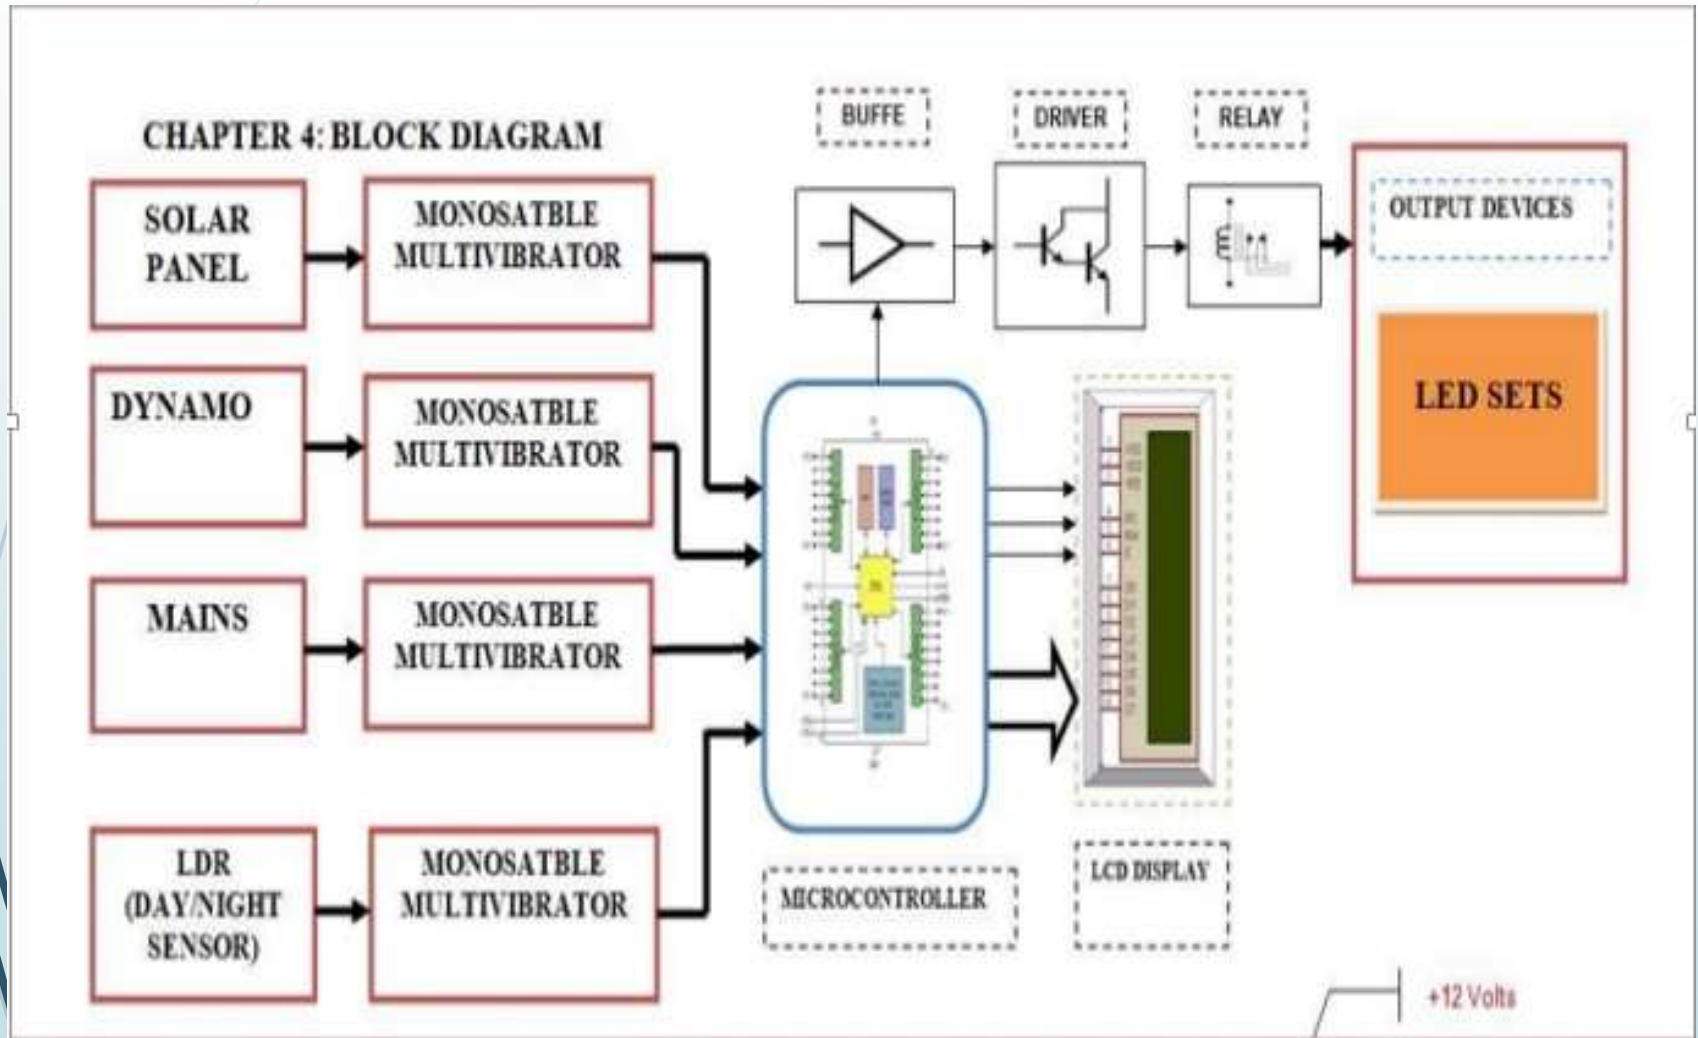 CHAPTER 4: BLOCK DIAGRAM
BUFFE
DRIVER
RELAY
SOLAR
PANEL
MONOSATBLE
MULTIVIBRATOR
OUTPUT DEVICES
LED SETS
DYNAMO
MONOSATBLE
MULTIVIBRATOR
MAINS
MONOSATBLE
MULTIVIBRATOR
LDR
(DAY/NIGHT
SENSOR)
MONOSATBLE
MULTIVIBRATOR
MICROCONTROLLER
LCD DISPLAY
+12 Volts